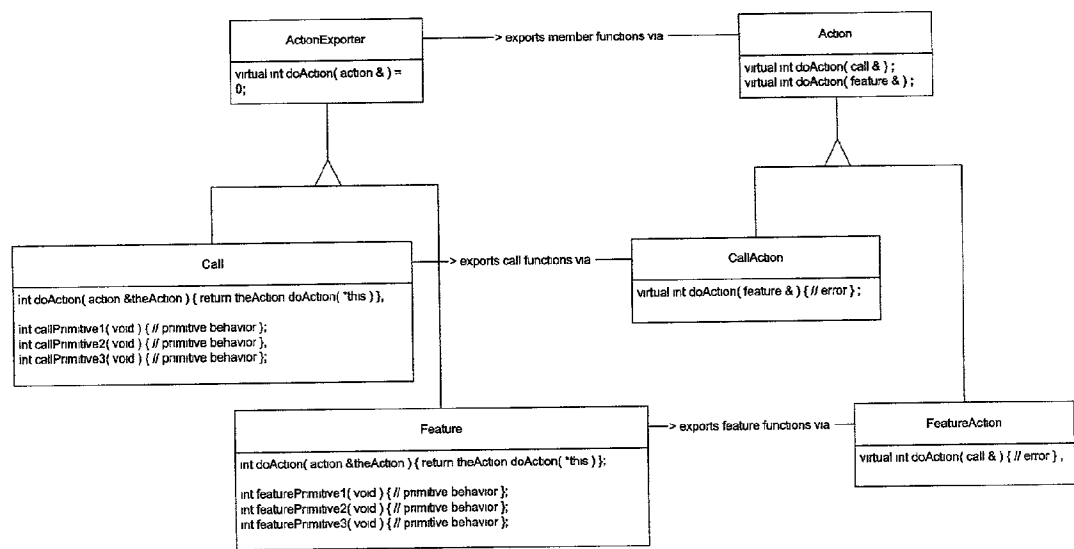 ActionExporter
> exports member functions via
Action
virtual int doAction( action & ) =
0;
virtual int doAction( call & ) ;
virtual int doAction( feature & ) ;
Call
> exports call functions via
CallAction
int doAction( action &theAction ) { return theAction doAction( *this ) },
int callPrimitive1( void ) { // primitive behavior };
int callPrimitive2( void ) { // primitive behavior },
int callPrimitive3( void ) { // primitive behavior };
virtual int doAction( feature & ) { // error } ;
Feature
> exports feature functions via
FeatureAction
int doAction( action &theAction ) { return theAction doAction( *this ) };
int featurePrimitive1( void ) { // primitive behavior };
int featurePrimitive2( void ) { // primitive behavior };
int featurePrimitive3( void ) { // primitive behavior };
virtual int doAction( call & ) { // error } ,